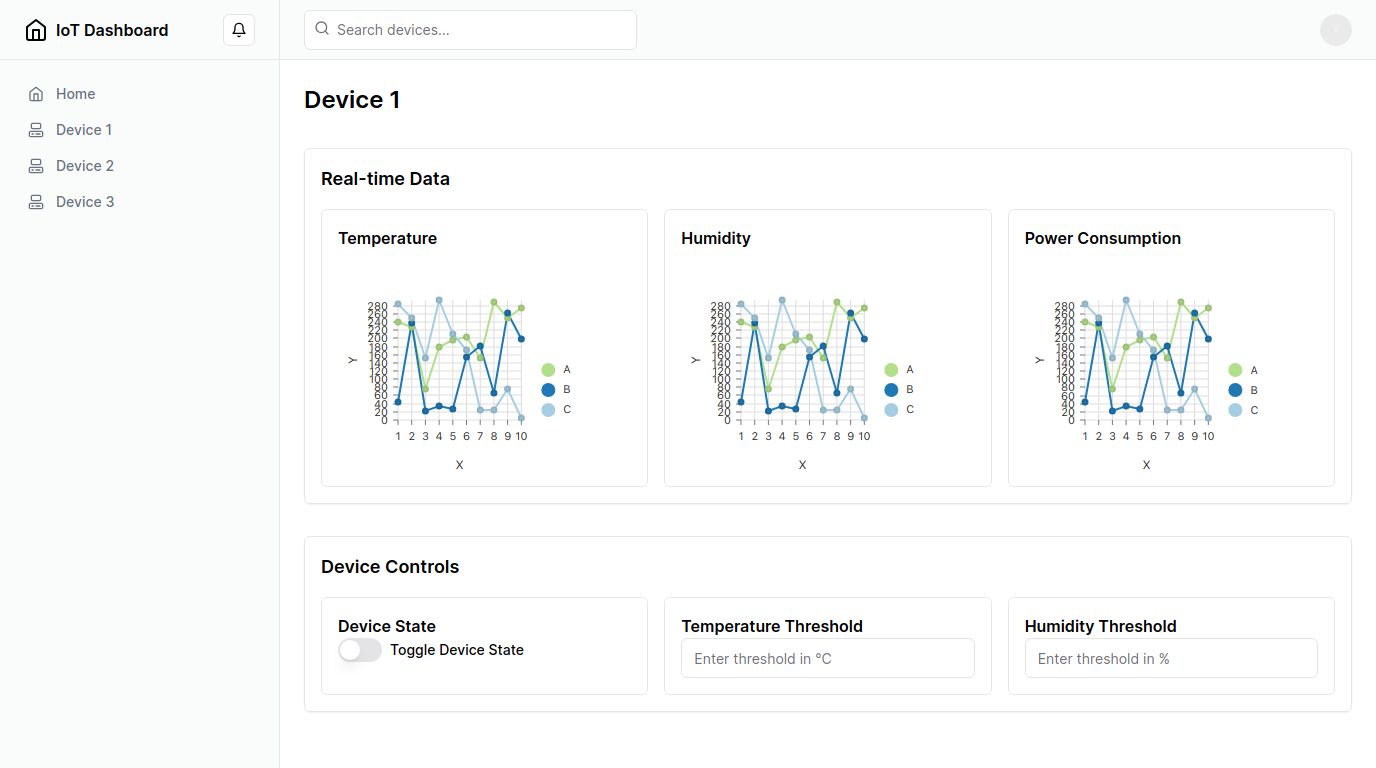 IoT Dashboard
Search devices...
Home
Device 1
Device 2
Device 3
Device 1
Real-time Data
Temperature
280
260
240
220
200
180
160
140
120
100
80
60
40
20
0
Y
1 2 3 4 5 6 7 8 9 10
X
A
B
C
Humidity
280
260
240
220
200
180
160
140
120
100
80
60
40
20
0
Y
1 2 3 4 5 6 7 8 9 10
X
A
B
C
Power Consumption
280
260
240
220
200
180
160
140
120
100
80
60
40
20
0
Y
1 2 3 4 5 6 7 8 9 10
X
A
B
C
Device Controls
Device State
Toggle Device State
Temperature Threshold
Enter threshold in °C
Humidity Threshold
Enter threshold in %